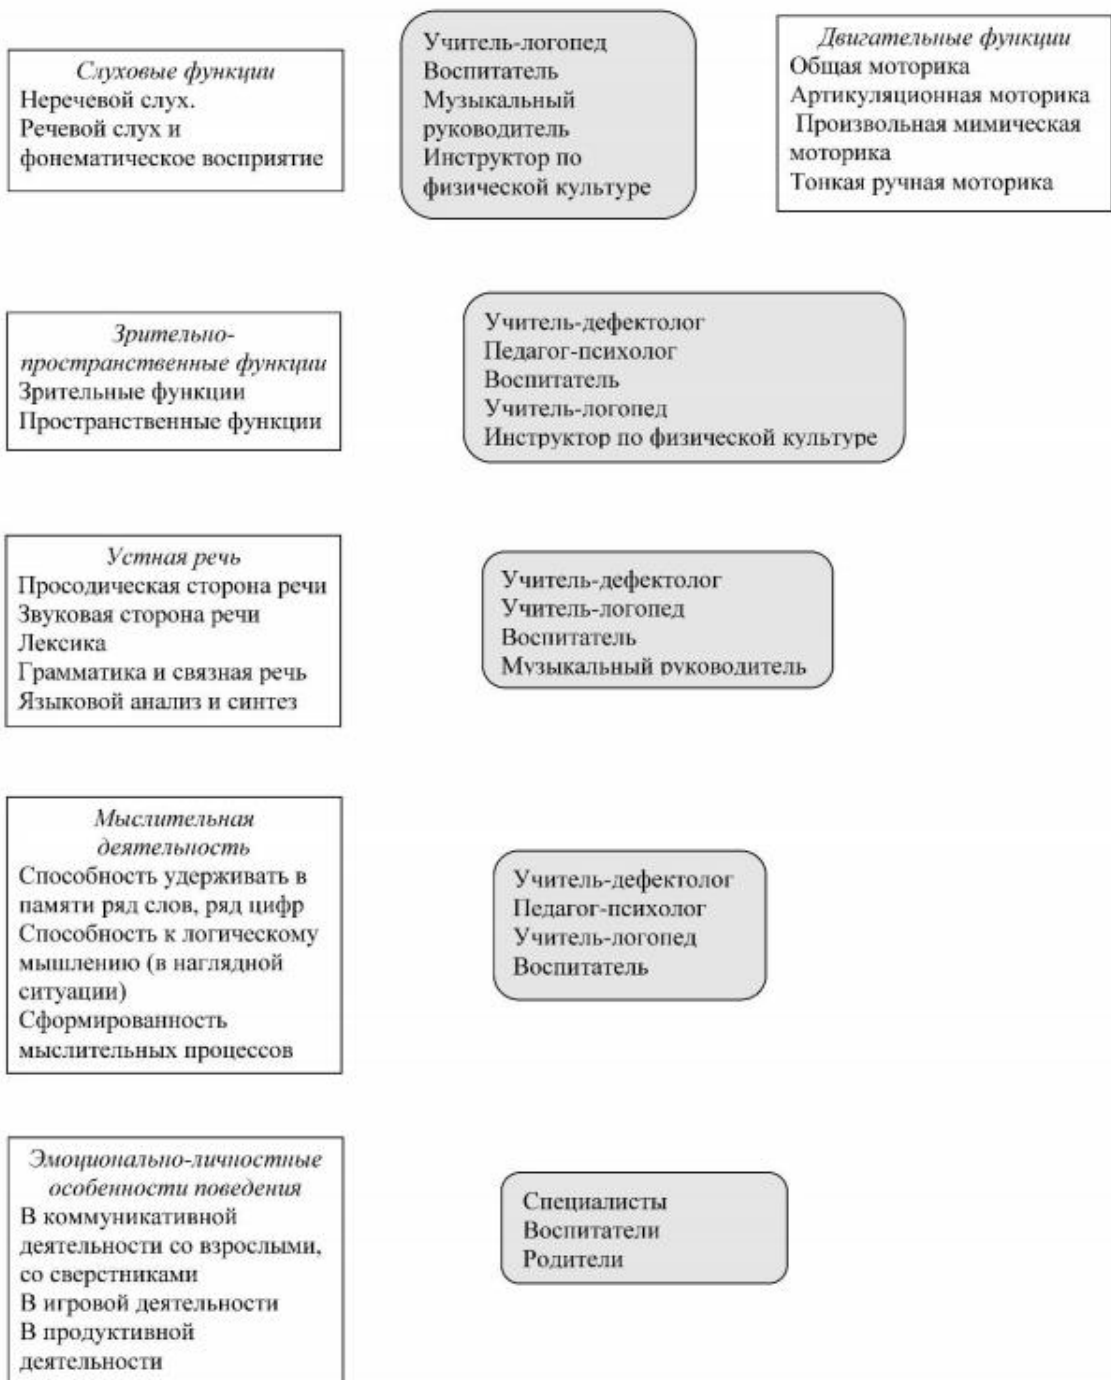 Слуховые функции
Неречевой слух.
Речевой слух и
фонематическое восприятие
Учитель-логопед
Воспитатель
Музыкальный
руководитель
Инструктор по
физической культуре
Двигательные функции
Общая моторика
Артикуляционная моторика
Произвольная мимическая
моторика
Тонкая ручная моторика
Зрительно-
пространственные функции
Зрительные функции
Пространственные функции
Учитель-дефектолог
Педагог-психолог
Воспитатель
Учитель-логопед
Инструктор по физической культуре
Устная речь
Просодическая сторона речи
Звуковая сторона речи
Лексика
Грамматика и связная речь
Языковой анализ и синтез
Учитель-дефектолог
Учитель-логопед
Воспитатель
Музыкальный руководитель
Мыслительная
деятельность
Способность удерживать в
памяти ряд слов, ряд цифр
Способность к логическому
мышлению (в наглядной
ситуации)
Сформированность
мыслительных процессов
Учитель-дефектолог
Педагог-психолог
Учитель-логопед
Воспитатель
Эмоционально-личностные
особенности поведения
В коммуникативной
деятельности со взрослыми,
со сверстниками
В игровой деятельности
В продуктивной
деятельности
Специалисты
Воспитатели
Родители